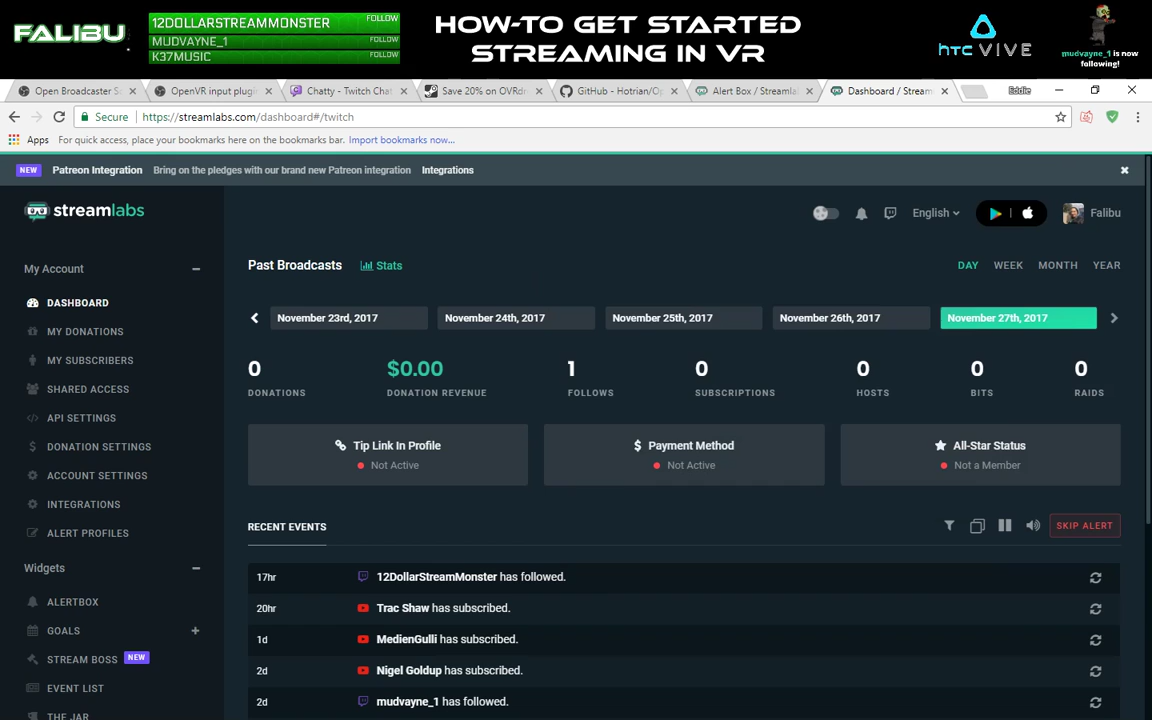 FALIBU
12DOLLARSTREAMMONSTER FOLLOW
MUDVAYNE_1 FOLLOW
K37MUSIC FOLLOW
HOW-TO GET STARTED
STREAMING IN VR
htc VIVE
mudvayne_1 is now
following!
Open Broadcaster S
OpenVR input plugin
Chatty - Twitch Chat
Save 20% on OVRdr
GitHub - Hotrian/Op
Alert Box / Streamla
Dashboard / Stream
Eddie
Secure https://streamlabs.com/dashboard#/twitch
Apps For quick access, place your bookmarks here on the bookmarks bar. Import bookmarks now...
NEW Patreon Integration Bring on the pledges with our brand new Patreon integration Integrations
streamlabs
English
Falibu
My Account
DASHBOARD
MY DONATIONS
MY SUBSCRIBERS
SHARED ACCESS
API SETTINGS
DONATION SETTINGS
ACCOUNT SETTINGS
INTEGRATIONS
ALERT PROFILES
Widgets
ALERTBOX
GOALS
STREAM BOSS NEW
EVENT LIST
THE JAR
Past Broadcasts Stats DAY WEEK MONTH YEAR
November 23rd, 2017 November 24th, 2017 November 25th, 2017 November 26th, 2017 November 27th, 2017
0 $0.00 1 0 0 0 0
DONATIONS DONATION REVENUE FOLLOWS SUBSCRIPTIONS HOSTS BITS RAIDS
Tip Link In Profile Payment Method All-Star Status
Not Active Not Active Not a Member
RECENT EVENTS SKIP ALERT
17hr 12DollarStreamMonster has followed.
20hr Trac Shaw has subscribed.
1d MedienGulli has subscribed.
2d Nigel Goldup has subscribed.
2d mudvayne_1 has followed.